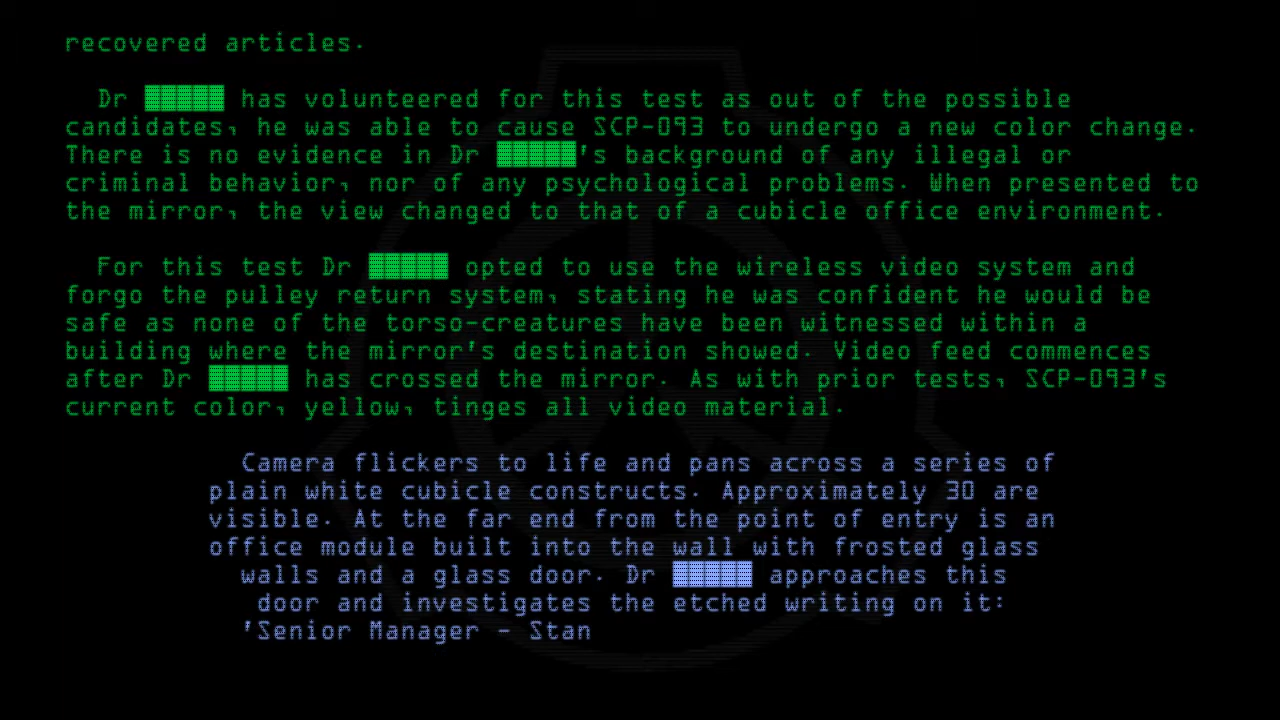 recovered articles.
Dr █████ has volunteered for this test as out of the possible
candidates, he was able to cause SCP-093 to undergo a new color change.
There is no evidence in Dr █████'s background of any illegal or
criminal behavior, nor of any psychological problems. When presented to
the mirror, the view changed to that of a cubicle office environment.
For this test Dr █████ opted to use the wireless video system and
forgo the pulley return system, stating he was confident he would be
safe as none of the torso-creatures have been witnessed within a
building where the mirror's destination showed. Video feed commences
after Dr █████ has crossed the mirror. As with prior tests, SCP-093's
current color, yellow, tinges all video material.
Camera flickers to life and pans across a series of
plain white cubicle constructs. Approximately 30 are
visible. At the far end from the point of entry is an
office module built into the wall with frosted glass
walls and a glass door. Dr █████ approaches this
door and investigates the etched writing on it:
'Senior Manager - Stan